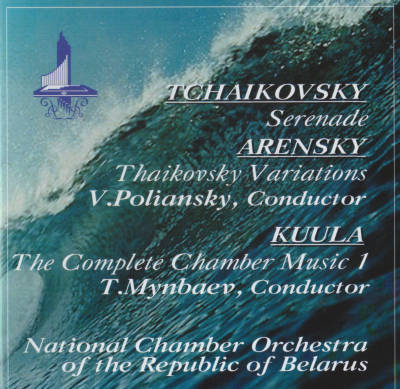 TCHAIKOVSKY
Serenade
ARENSKY
Thaikovsky Variations
V.Poliansky, Conductor
KUULA
The Complete Chamber Music 1
T.Mynbaev, Conductor
National Chamber Orchestra
of the Republic of Belarus